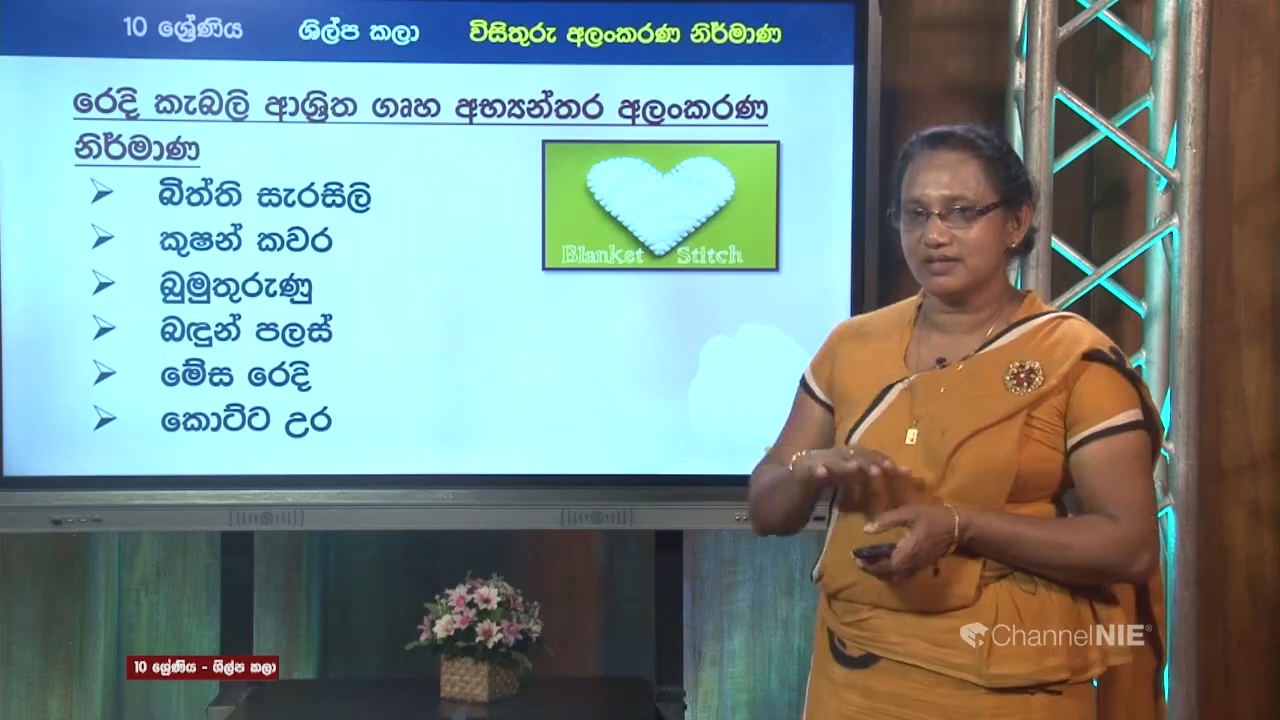 10 ශ්‍රේණිය ශිල්ප කලා විසිතුරු අලංකරණ නිර්මාණ
රෙදි කැබලි ආශ්‍රිත ගෘහ අභ්‍යන්තර අලංකරණ
නිර්මාණ
බිත්ති සැරසිලි
කුෂන් කවර
බුමුතුරුණු
බඳුන් පලස්
මේස රෙදි
කොට්ට උර
Blanket Stitch
ChannelNIE
10 ශ්‍රේණිය - ශිල්ප කලා